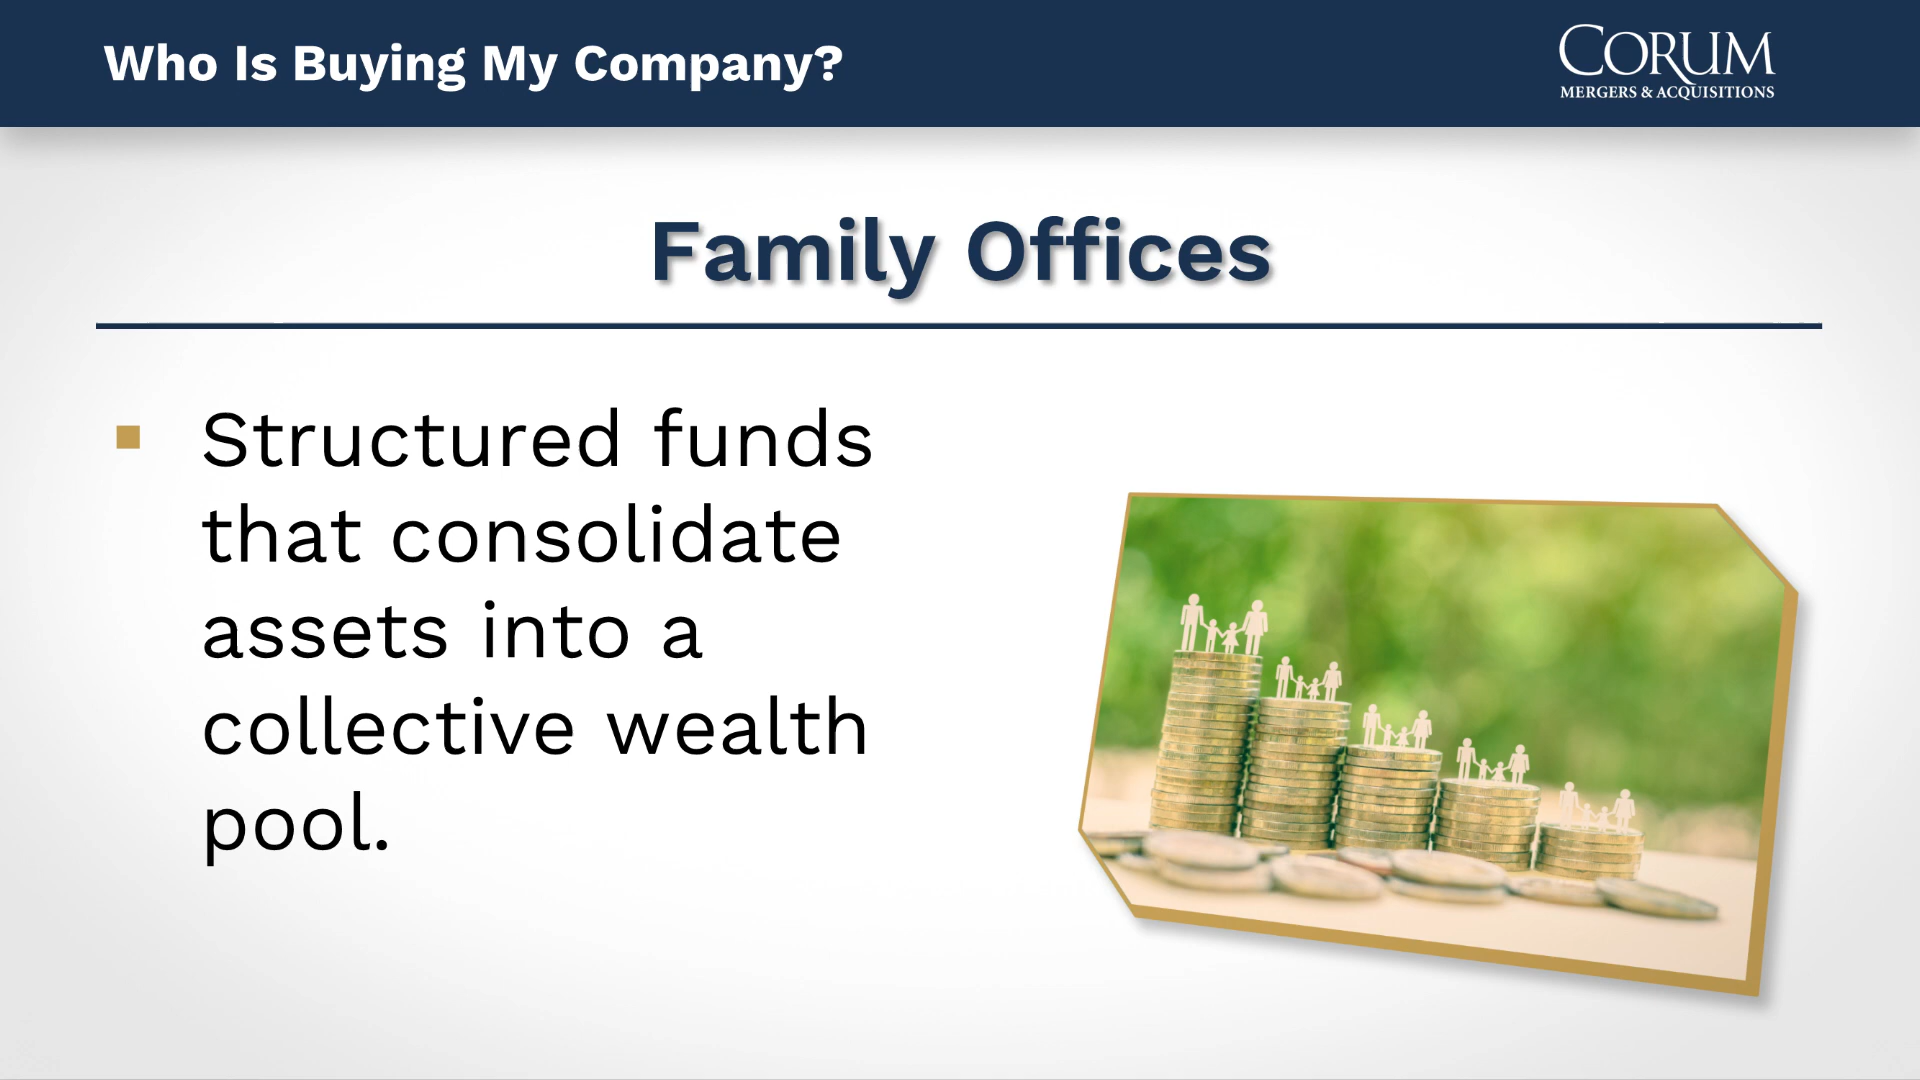 Who Is Buying My Company?
CORUM
MERGERS & ACQUISITIONS
Family Offices
Structured funds
that consolidate
assets into a
collective wealth
pool.